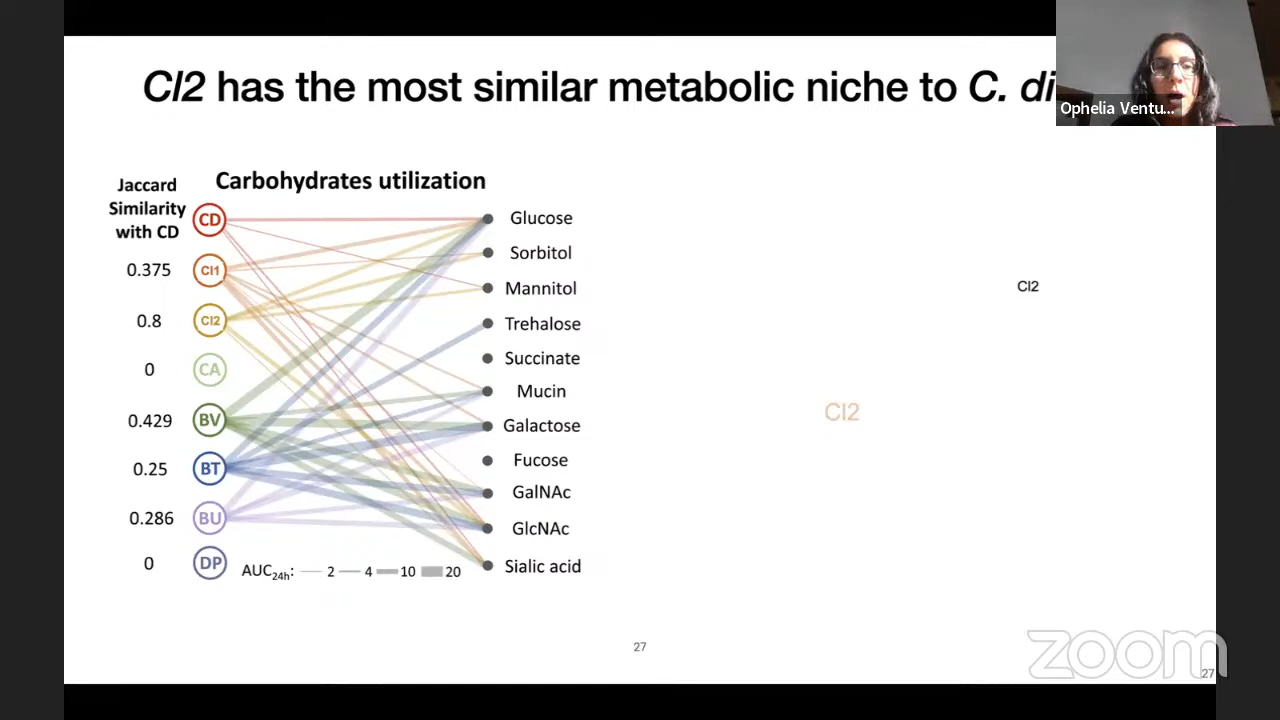 Cl2 has the most similar metabolic niche to C. di
Ophelia Ventu...
Jaccard
Similarity
with CD
Carbohydrates utilization
CD
Glucose
Sorbitol
0.375
Cl1
Mannitol
Cl2
0.8
Cl2
Trehalose
0
CA
Succinate
Mucin
0.429
BV
Galactose
Cl2
0.25
BT
Fucose
GalNAc
0.286
BU
GlcNAc
0
DP
Sialic acid
AUC24h: 2 4 10 20
27
zoom
27